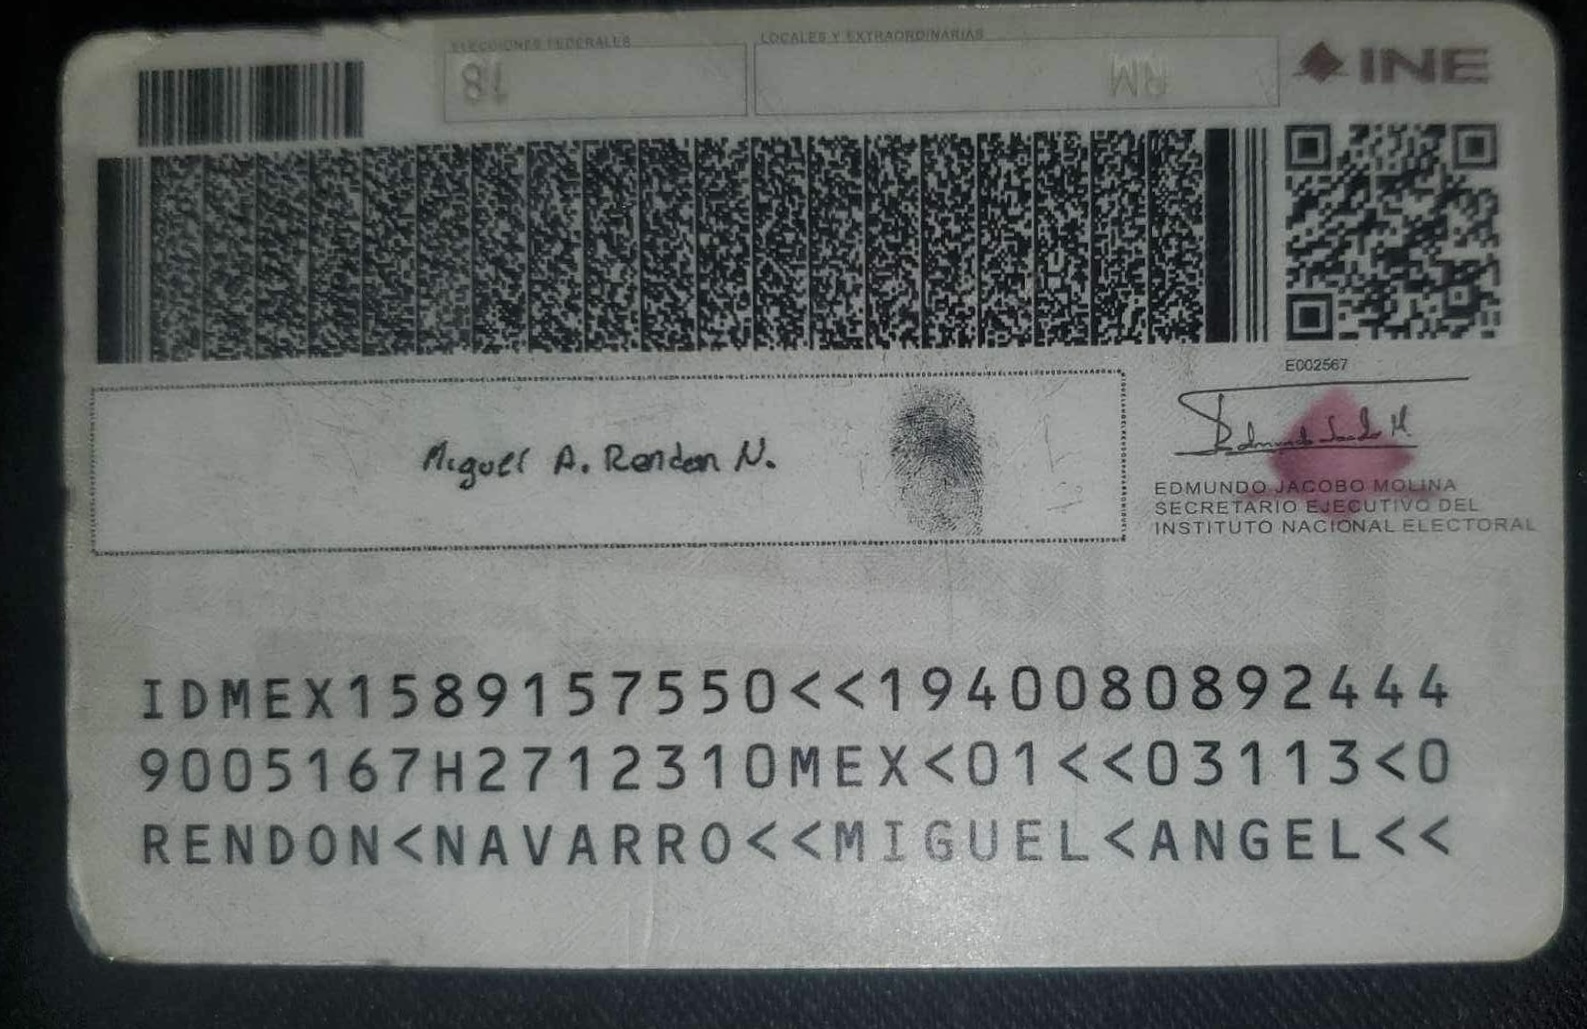 ELECCIONES FEDERALES
LOCALES Y EXTRAORDINARIAS
18
RM
INE
E002567
Miguel A. Rendon N.
EDMUNDO JACOBO MOLINA
SECRETARIO EJECUTIVO DEL
INSTITUTO NACIONAL ELECTORAL
IDMEX1589157550<<1940080892444
9005167H2712310MEX<01<<03113<0
RENDON<NAVARRO<<MIGUEL<ANGEL<<